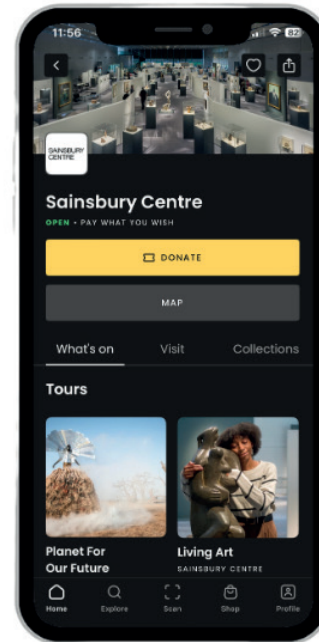 11:56
82
SAINSBURY
CENTRE
Sainsbury Centre
OPEN • PAY WHAT YOU WISH
DONATE
MAP
What's on Visit Collections
Tours
Planet For
Our Future
Living Art
SAINSBURY CENTRE
Home Explore Scan Shop Profile